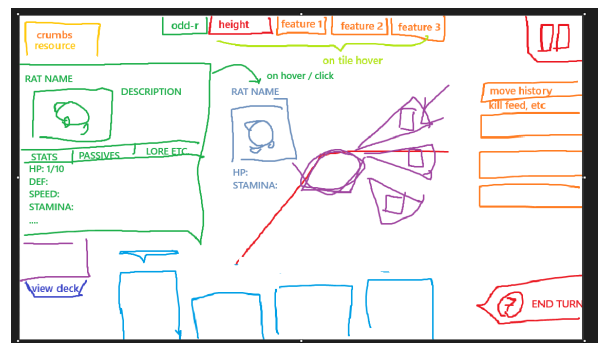 crumbs
resource
odd-r
height
feature 1
feature 2
feature 3
on tile hover
RAT NAME
DESCRIPTION
on hover / click
RAT NAME
move history
kill feed, etc
STATS
PASSIVES
LORE ETC
HP: 1/10
DEF:
SPEED:
STAMINA:
....
HP:
STAMINA:
view deck
7
END TURN